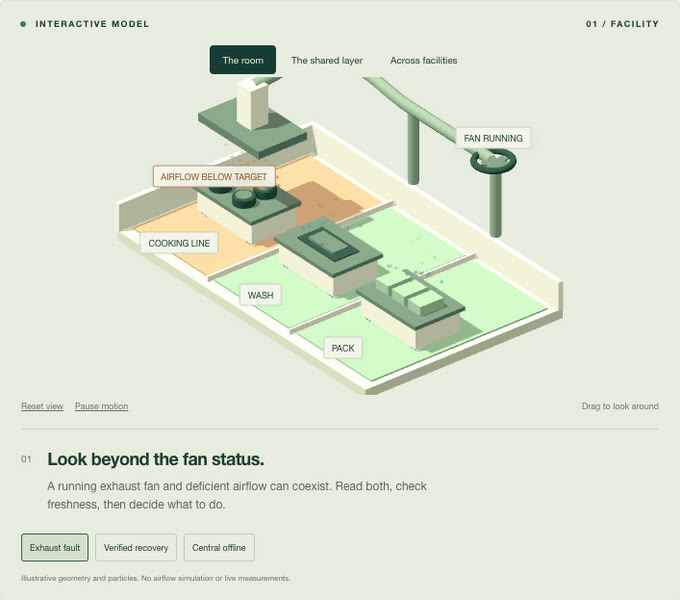 INTERACTIVE MODEL
01 / FACILITY
The room
The shared layer
Across facilities
FAN RUNNING
AIRFLOW BELOW TARGET
COOKING LINE
WASH
PACK
Reset view
Pause motion
Drag to look around
01
Look beyond the fan status.
A running exhaust fan and deficient airflow can coexist. Read both, check
freshness, then decide what to do.
Exhaust fault
Verified recovery
Central offline
Illustrative geometry and particles. No airflow simulation or live measurements.